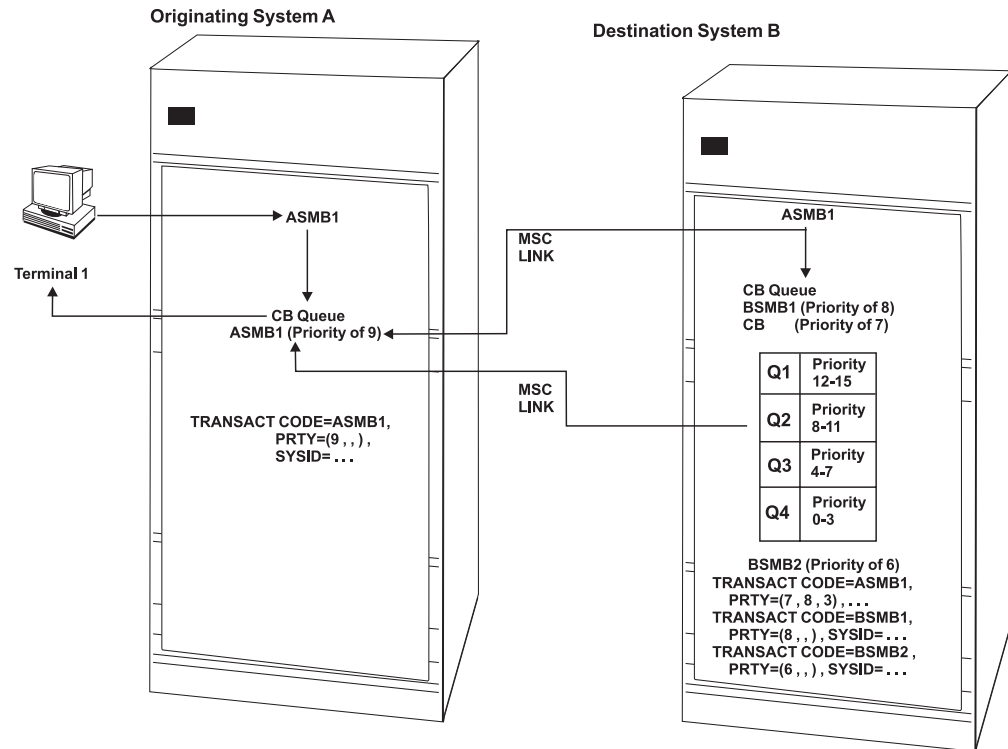 Originating System A
Destination System B
ASMB1
Terminal 1
CB Queue
ASMB1 (Priority of 9)
TRANSACT CODE=ASMB1,
PRTY=(9 , , ) ,
SYSID= . . .
MSC
LINK
MSC
LINK
ASMB1
CB Queue
BSMB1 (Priority of 8)
CB (Priority of 7)
Q1 Priority
12-15
Q2 Priority
8-11
Q3 Priority
4-7
Q4 Priority
0-3
BSMB2 (Priority of 6)
TRANSACT CODE=ASMB1,
PRTY=(7 , 8 , 3) , . . .
TRANSACT CODE=BSMB1,
PRTY=(8 , , ) , SYSID= . . .
TRANSACT CODE=BSMB2 ,
PRTY=(6 , , ) , SYSID= . . .